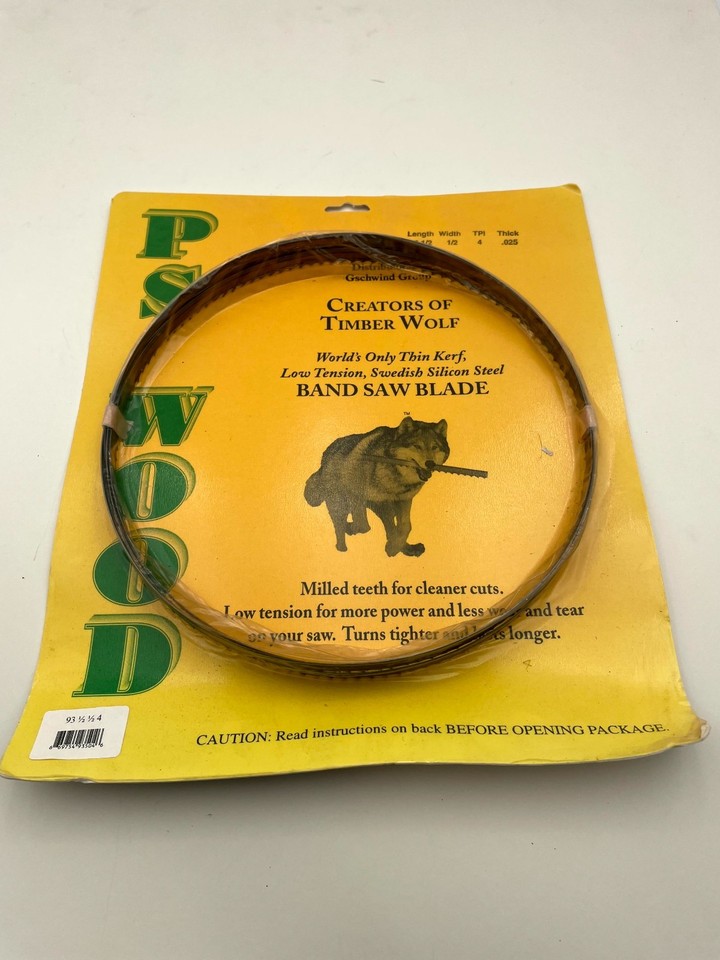 PS WOOD
Length Width TPI Thick
1/2 1/2 4 .025
Gschwind Group
CREATORS OF
TIMBER WOLF
World's Only Thin Kerf,
Low Tension, Swedish Silicon Steel
BAND SAW BLADE
TM
Milled teeth for cleaner cuts.
Low tension for more power and less wear and tear
on your saw. Turns tighter and lasts longer.
93 ½ ½ 4
CAUTION: Read instructions on back BEFORE OPENING PACKAGE.